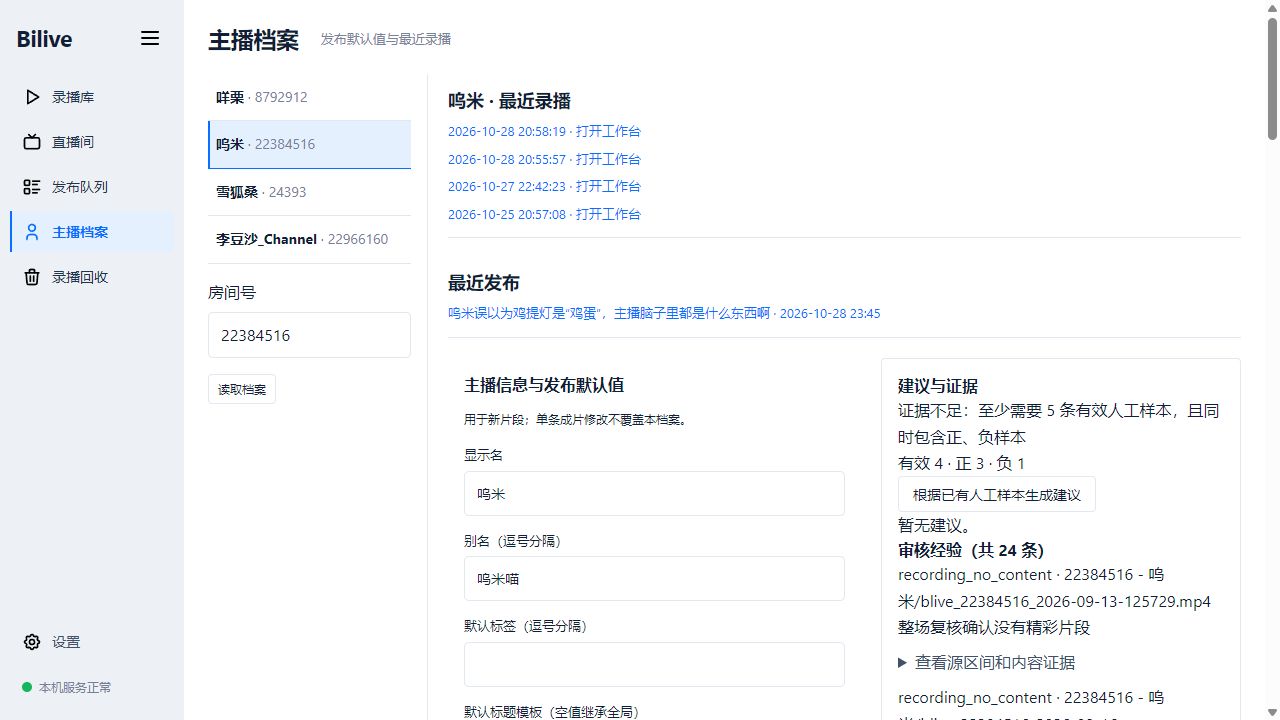 Bilive
录播库
直播间
发布队列
主播档案
录播回收
设置
本机服务正常
主播档案
发布默认值与最近录播
咩栗 · 8792912
呜米 · 22384516
雪狐桑 · 24393
李豆沙_Channel · 22966160
房间号
22384516
读取档案
呜米 · 最近录播
2026-10-28 20:58:19 · 打开工作台
2026-10-28 20:55:57 · 打开工作台
2026-10-27 22:42:23 · 打开工作台
2026-10-25 20:57:08 · 打开工作台
最近发布
呜米误以为鸡提灯是“鸡蛋”，主播脑子里都是什么东西啊 · 2026-10-28 23:45
主播信息与发布默认值
用于新片段；单条成片修改不覆盖本档案。
显示名
呜米
别名（逗号分隔）
呜米喵
默认标签（逗号分隔）
默认标题模板（空值继承全局）
建议与证据
证据不足：至少需要 5 条有效人工样本，且同
时包含正、负样本
有效 4 · 正 3 · 负 1
根据已有人工样本生成建议
暂无建议。
审核经验（共 24 条）
recording_no_content · 22384516 - 呜
米/blive_22384516_2026-09-13-125729.mp4
整场复核确认没有精彩片段
查看源区间和内容证据
recording_no_content · 22384516 - 呜